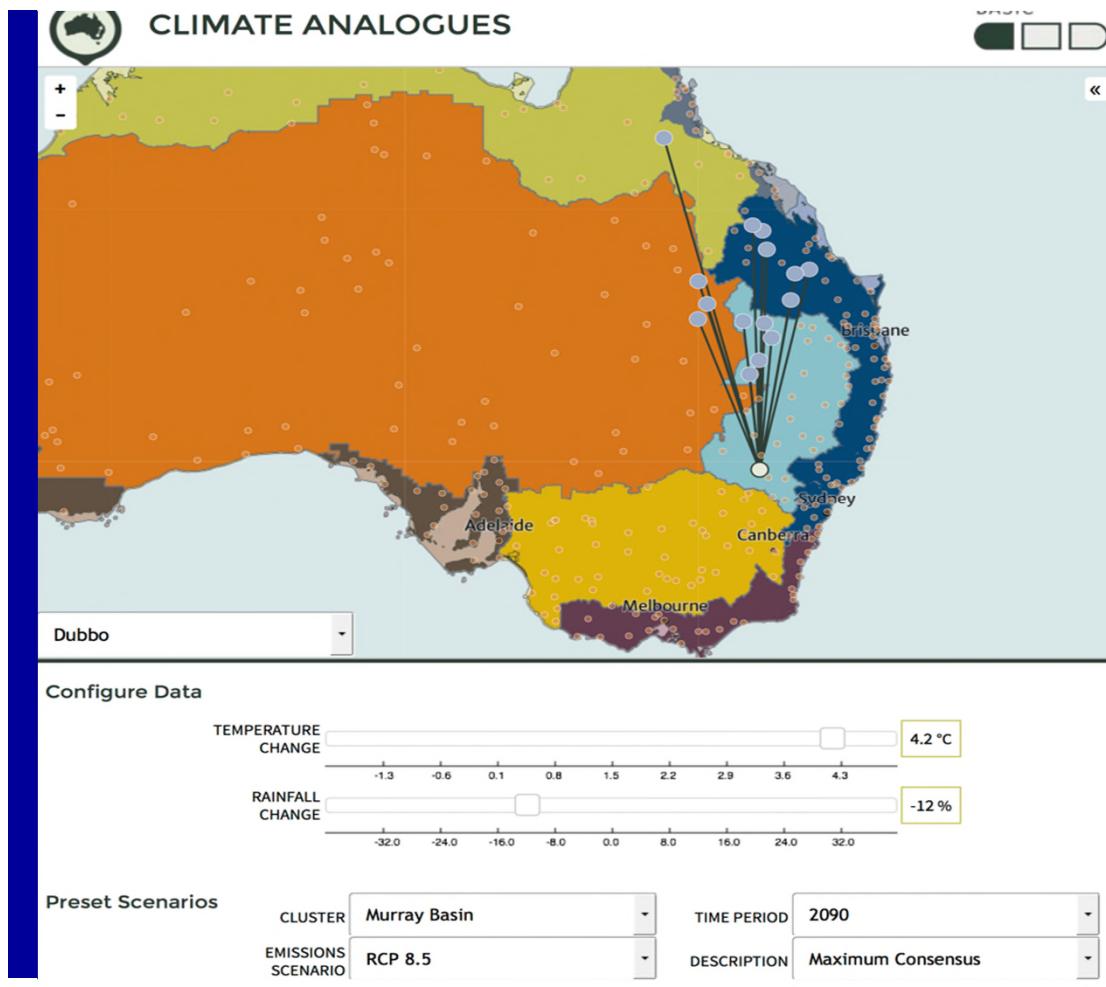 BASIC
CLIMATE ANALOGUES
+
-
«
Brisbane
Sydney
Adelaide
Canberra
Melbourne
Dubbo
Configure Data
TEMPERATURE
CHANGE
4.2 °C
-1.3 -0.6 0.1 0.8 1.5 2.2 2.9 3.6 4.3
RAINFALL
CHANGE
-12 %
-32.0 -24.0 -16.0 -8.0 0.0 8.0 16.0 24.0 32.0
Preset Scenarios
CLUSTER Murray Basin TIME PERIOD 2090
EMISSIONS
SCENARIO RCP 8.5 DESCRIPTION Maximum Consensus